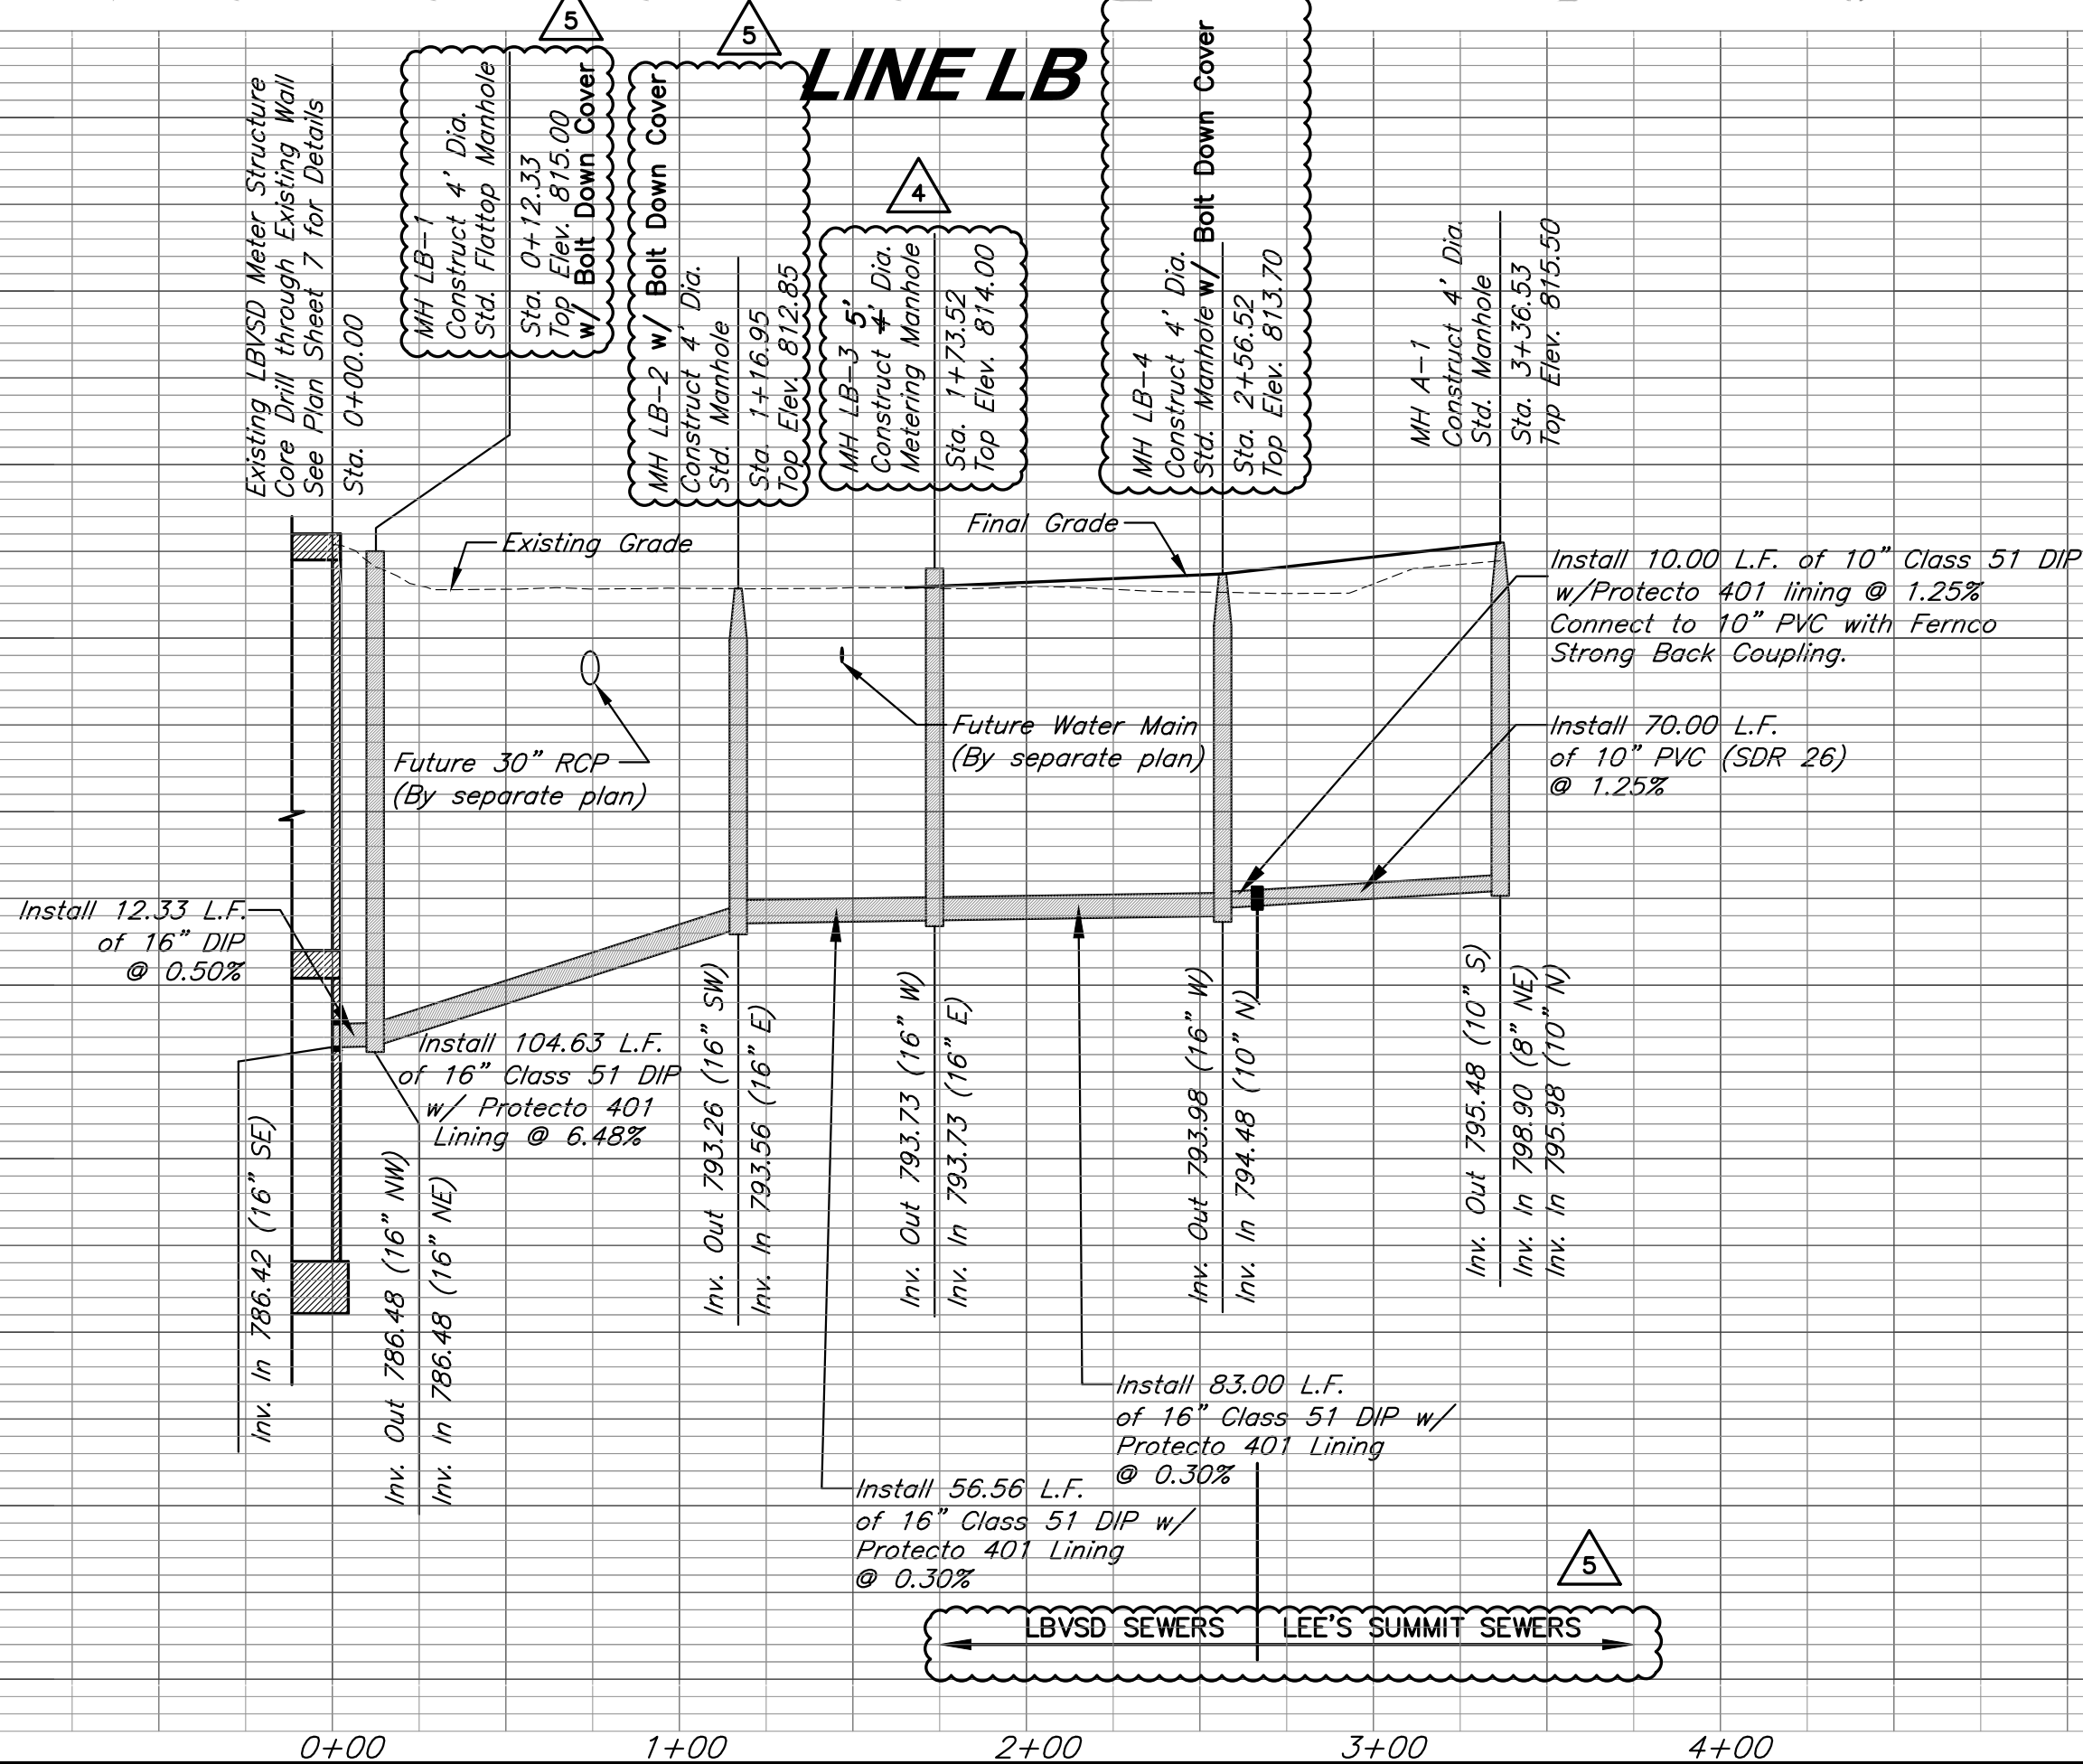 LINE LB
5
5
4
Existing LBVSD Meter Structure
Core Drill through Existing Wall
See Plan Sheet 7 for Details
Sta. 0+00.00
MH LB-1
Construct 4' Dia.
Std. Flattop Manhole
Sta. 0+12.33
Top Elev. 815.00
w/ Bolt Down Cover
MH LB-2 w/ Bolt Down Cover
Construct 4' Dia.
Std. Manhole
Sta. 1+16.95
Top Elev. 812.85
MH LB-3 5'
Construct 4' Dia.
Metering Manhole
Sta. 1+73.52
Top Elev. 814.00
MH LB-4
Construct 4' Dia.
Std. Manhole w/ Bolt Down Cover
Sta. 2+56.52
Top Elev. 813.70
MH A-1
Construct 4' Dia.
Std. Manhole
Sta. 3+36.53
Top Elev. 815.50
Existing Grade
Final Grade
Install 10.00 L.F. of 10" Class 51 DIP
w/Protecto 401 lining @ 1.25%
Connect to 10" PVC with Fernco
Strong Back Coupling.
Future Water Main
(By separate plan)
Future 30" RCP
(By separate plan)
Install 70.00 L.F.
of 10" PVC (SDR 26)
@ 1.25%
Install 12.33 L.F.
of 16" DIP
@ 0.50%
Install 104.63 L.F.
of 16" Class 51 DIP
w/ Protecto 401
Lining @ 6.48%
Inv. In 786.42 (16" SE)
Inv. Out 786.48 (16" NW)
Inv. In 786.48 (16" NE)
Inv. Out 793.26 (16" SW)
Inv. In 793.56 (16" E)
Inv. Out 793.73 (16" W)
Inv. In 793.73 (16" E)
Inv. Out 793.98 (16" W)
Inv. In 794.48 (10" N)
Inv. Out 795.48 (10" S)
Inv. In 798.90 (8" NE)
Inv. In 795.98 (10" N)
Install 83.00 L.F.
of 16" Class 51 DIP w/
Protecto 401 Lining
@ 0.30%
Install 56.56 L.F.
of 16" Class 51 DIP w/
Protecto 401 Lining
@ 0.30%
5
LBVSD SEWERS
LEE'S SUMMIT SEWERS
0+00
1+00
2+00
3+00
4+00